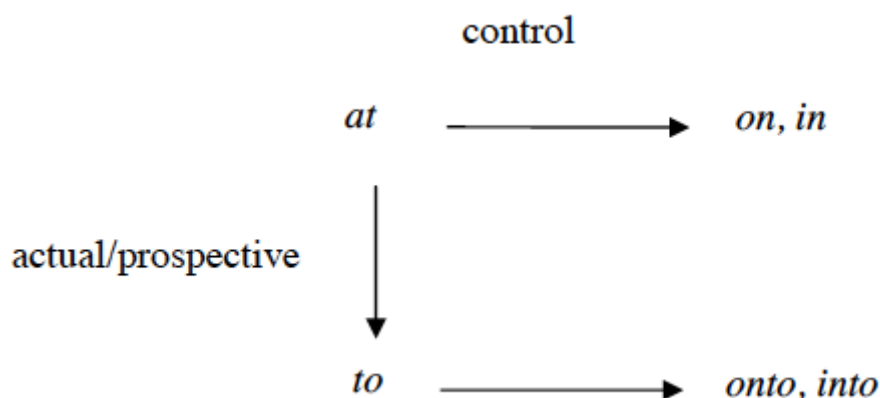 control
at on, in
actual/prospective
to onto, into